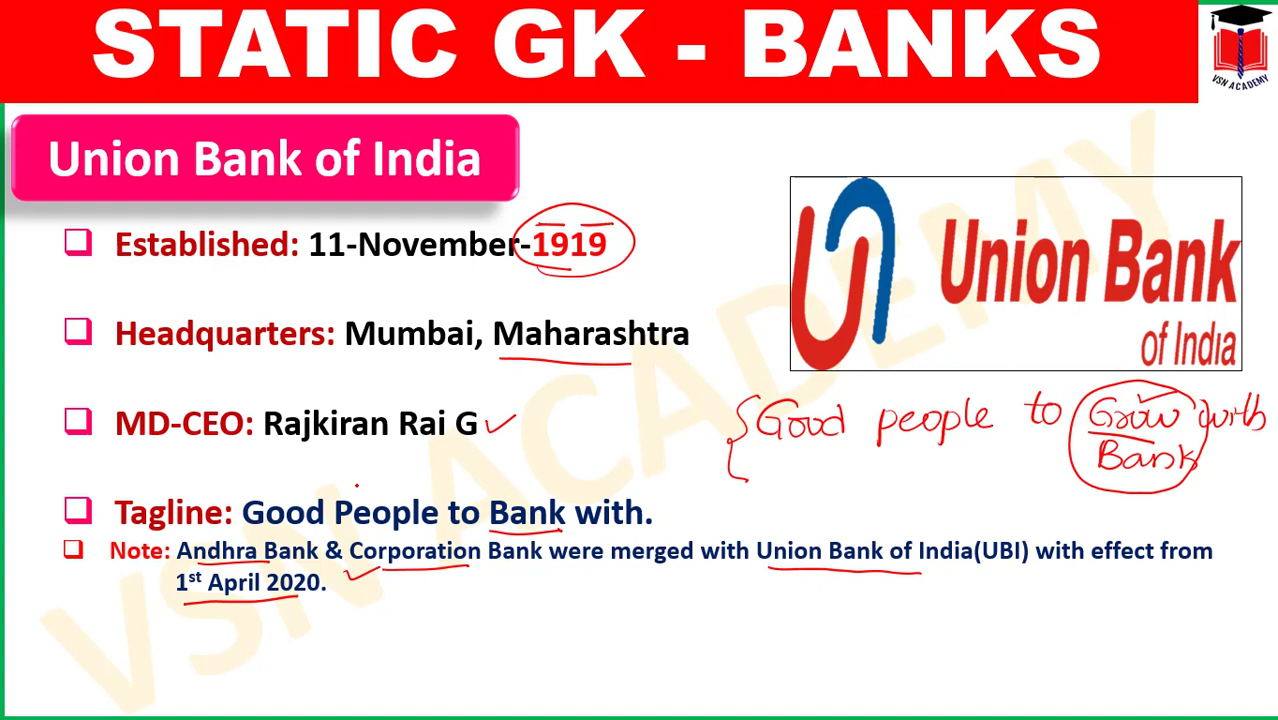 STATIC GK - BANKS
VSN ACADEMY
Union Bank of India
Established: 11-November-1919
Headquarters: Mumbai, Maharashtra
MD-CEO: Rajkiran Rai G
Tagline: Good People to Bank with.
Note: Andhra Bank & Corporation Bank were merged with Union Bank of India(UBI) with effect from
1st April 2020.
Union Bank
of India
Good people to Grow with
Bank
VSN ACADEMY